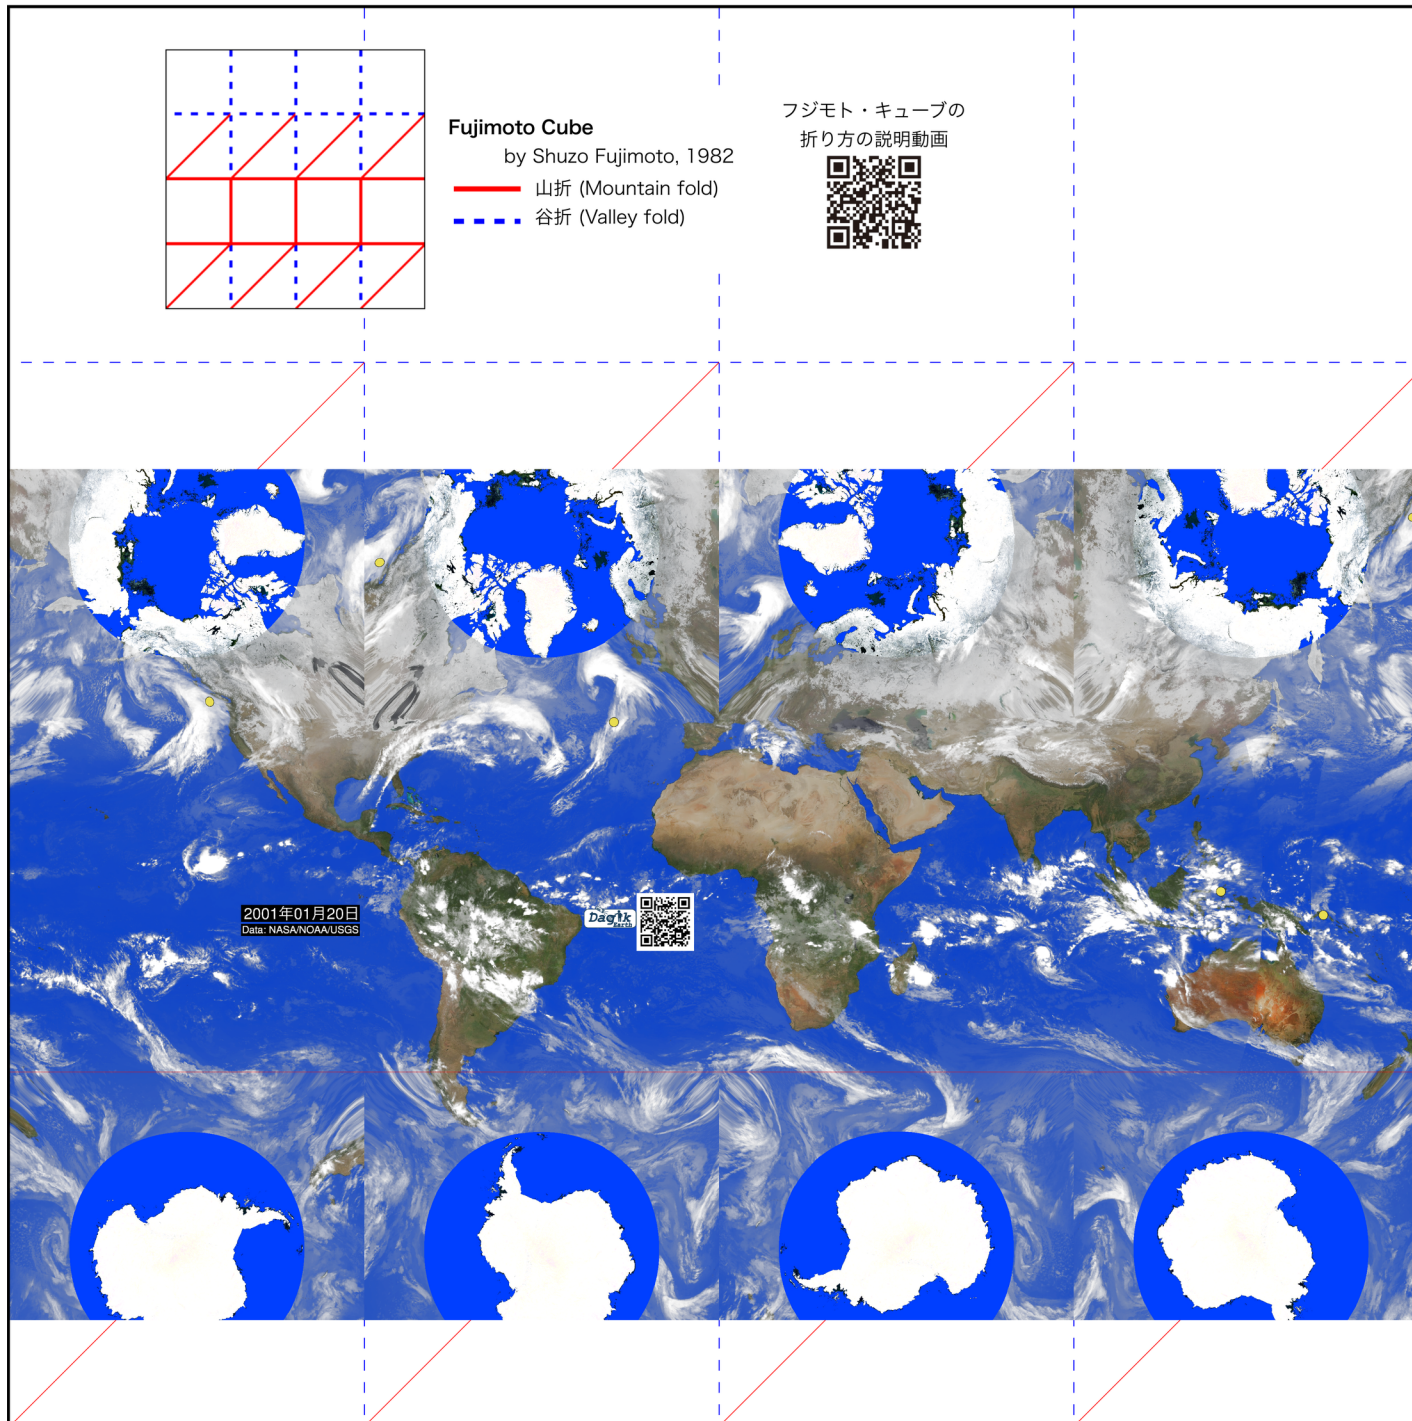 Fujimoto Cube
by Shuzo Fujimoto, 1982
山折 (Mountain fold)
谷折 (Valley fold)
フジモト・キューブの
折り方の説明動画
2001年01月20日
Data: NASA/NOAA/USGS
Dagik
Earth